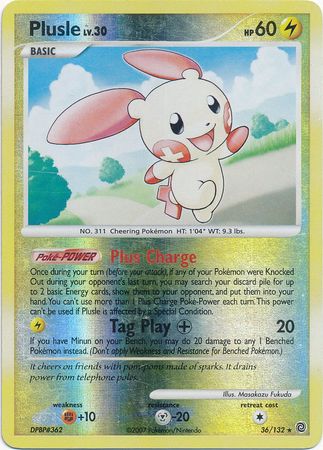 Plusle LV.30 HP 60
BASIC
NO. 311 Cheering Pokémon HT: 1'04" WT: 9.3 lbs.
Poké-POWER Plus Charge
Once during your turn (before your attack), if any of your Pokémon were Knocked
Out during your opponent's last turn, you may search your discard pile for up
to 2 basic Energy cards, show them to your opponent, and put them into your
hand. You can't use more than 1 Plus Charge Poké-Power each turn. This power
can't be used if Plusle is affected by a Special Condition.
Tag Play + 20
If you have Minun on your Bench, you may do 20 damage to any 1
Benched Pokémon instead. (Don't apply Weakness and Resistance for Benched Pokémon.)
It cheers on friends with pom-poms made of sparks. It drains
power from telephone poles.
Illus. Masakazu Fukuda
weakness resistance retreat cost
+10 -20
DPBP#362 ©2007 Pokémon/Nintendo 36/132 ★